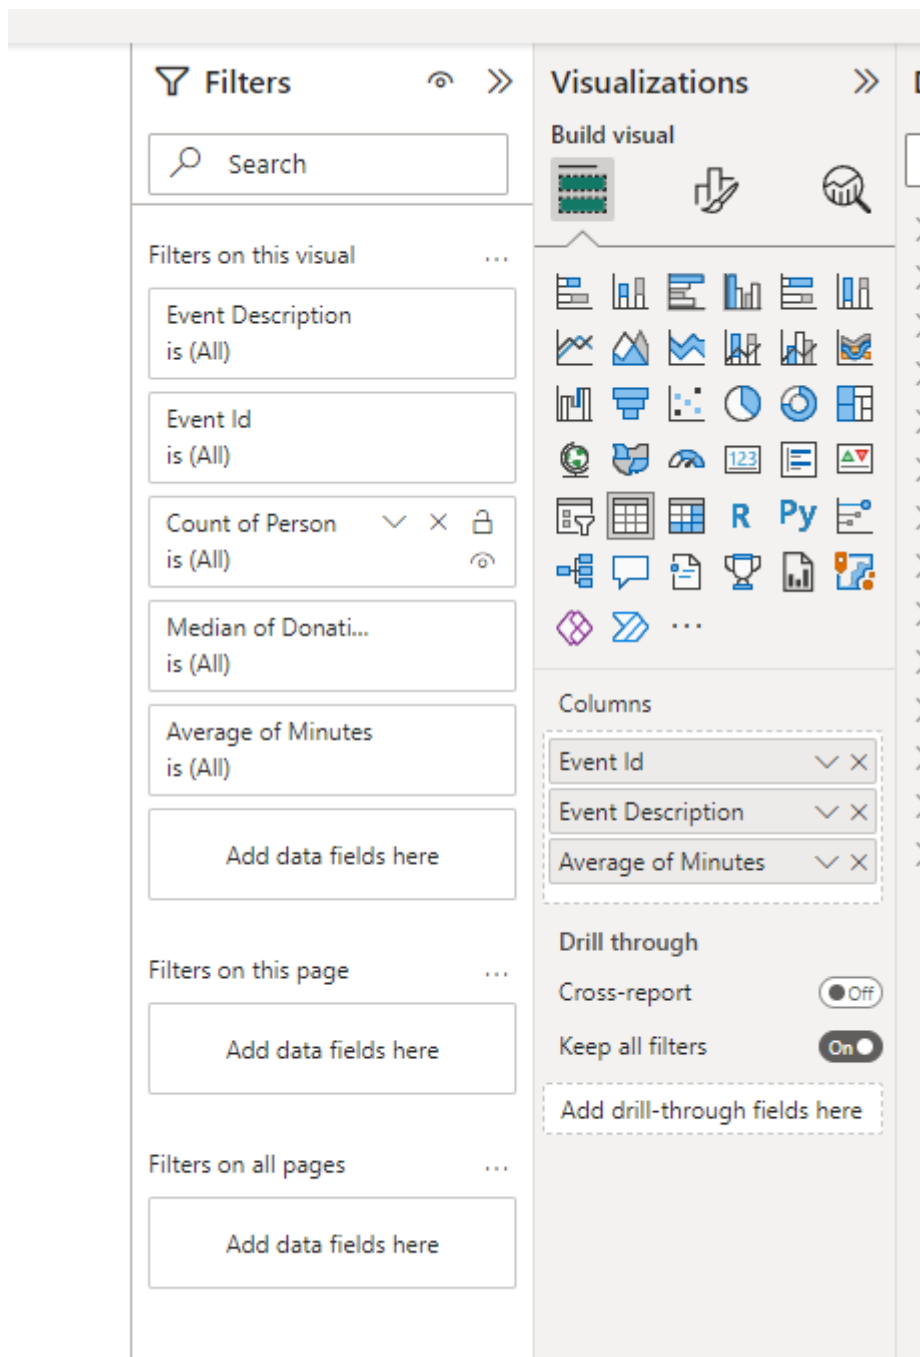 Filters
Search
Filters on this visual
...
Event Description
is (All)
Event Id
is (All)
Count of Person
is (All)
Median of Donati...
is (All)
Average of Minutes
is (All)
Add data fields here
Filters on this page
...
Add data fields here
Filters on all pages
...
Add data fields here
Visualizations
Build visual
123
R
Py
...
Columns
Event Id
Event Description
Average of Minutes
Drill through
Cross-report
Off
Keep all filters
On
Add drill-through fields here